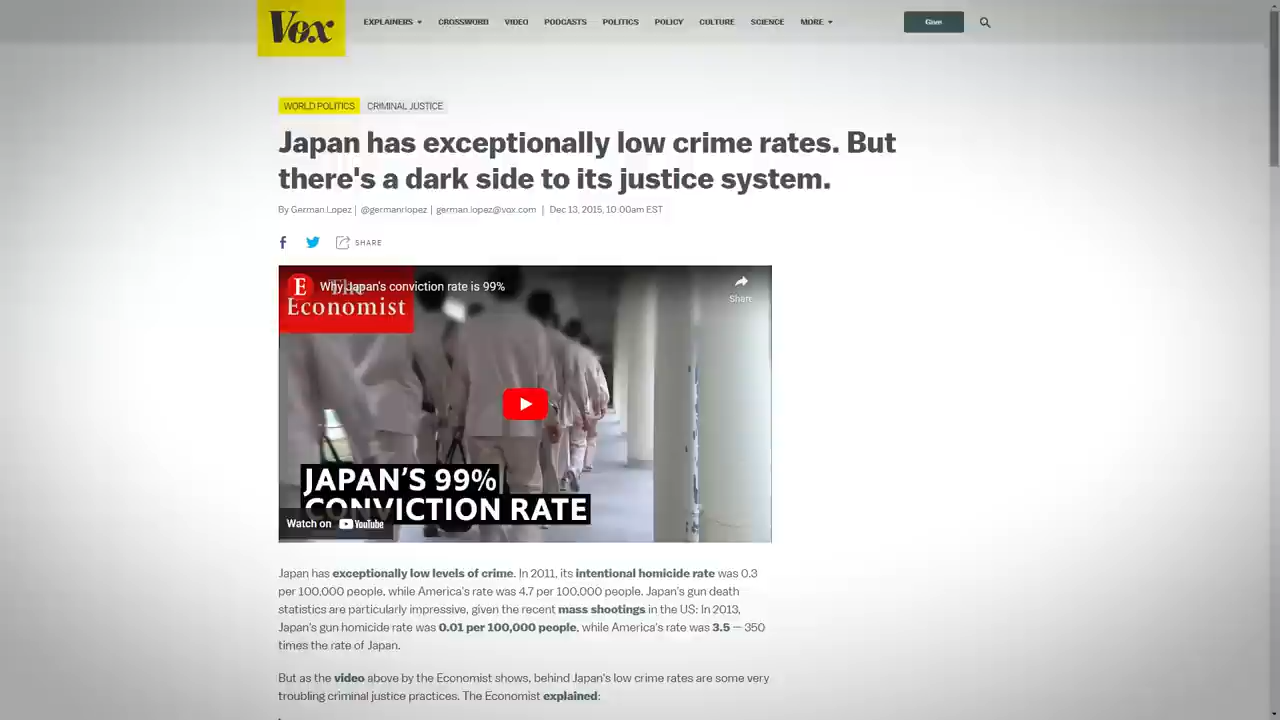 Vox
EXPLAINERS CROSSWORD VIDEO PODCASTS POLITICS POLICY CULTURE SCIENCE MORE
Give
WORLD POLITICS CRIMINAL JUSTICE
Japan has exceptionally low crime rates. But
there's a dark side to its justice system.
By German Lopez | @germanrlopez | german.lopez@vox.com | Dec 13, 2015, 10:00am EST
SHARE
E Why Japan's conviction rate is 99%
Share
The
Economist
JAPAN'S 99%
CONVICTION RATE
Watch on YouTube
Japan has exceptionally low levels of crime. In 2011, its intentional homicide rate was 0.3
per 100,000 people, while America's rate was 4.7 per 100,000 people. Japan's gun death
statistics are particularly impressive, given the recent mass shootings in the US: In 2013,
Japan's gun homicide rate was 0.01 per 100,000 people, while America's rate was 3.5 — 350
times the rate of Japan.
But as the video above by the Economist shows, behind Japan's low crime rates are some very
troubling criminal justice practices. The Economist explained: